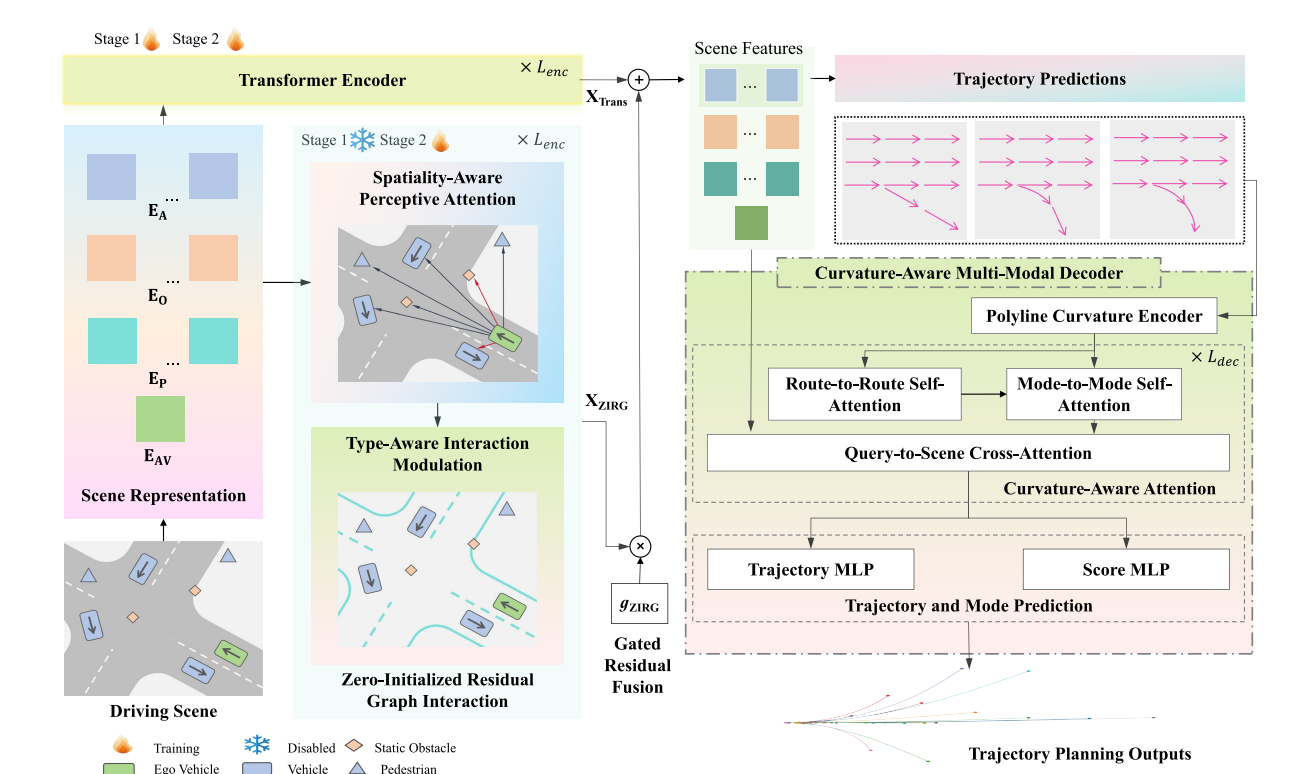 Stage 1 Stage 2
Transformer Encoder
× L_enc
X_Trans
+
Scene Features
...
...
...
Trajectory Predictions
E_A
...
E_O
...
E_P
...
E_AV
Scene Representation
Driving Scene
Stage 1 Stage 2
× L_enc
Spatiality-Aware
Perceptive Attention
X_ZIRG
Type-Aware Interaction
Modulation
Zero-Initialized Residual
Graph Interaction
×
g_ZIRG
Gated
Residual
Fusion
Curvature-Aware Multi-Modal Decoder
Polyline Curvature Encoder
× L_dec
Route-to-Route Self-
Attention
Mode-to-Mode Self-
Attention
Query-to-Scene Cross-Attention
Curvature-Aware Attention
Trajectory MLP
Score MLP
Trajectory and Mode Prediction
Trajectory Planning Outputs
Training
Disabled
Static Obstacle
Ego Vehicle
Vehicle
Pedestrian